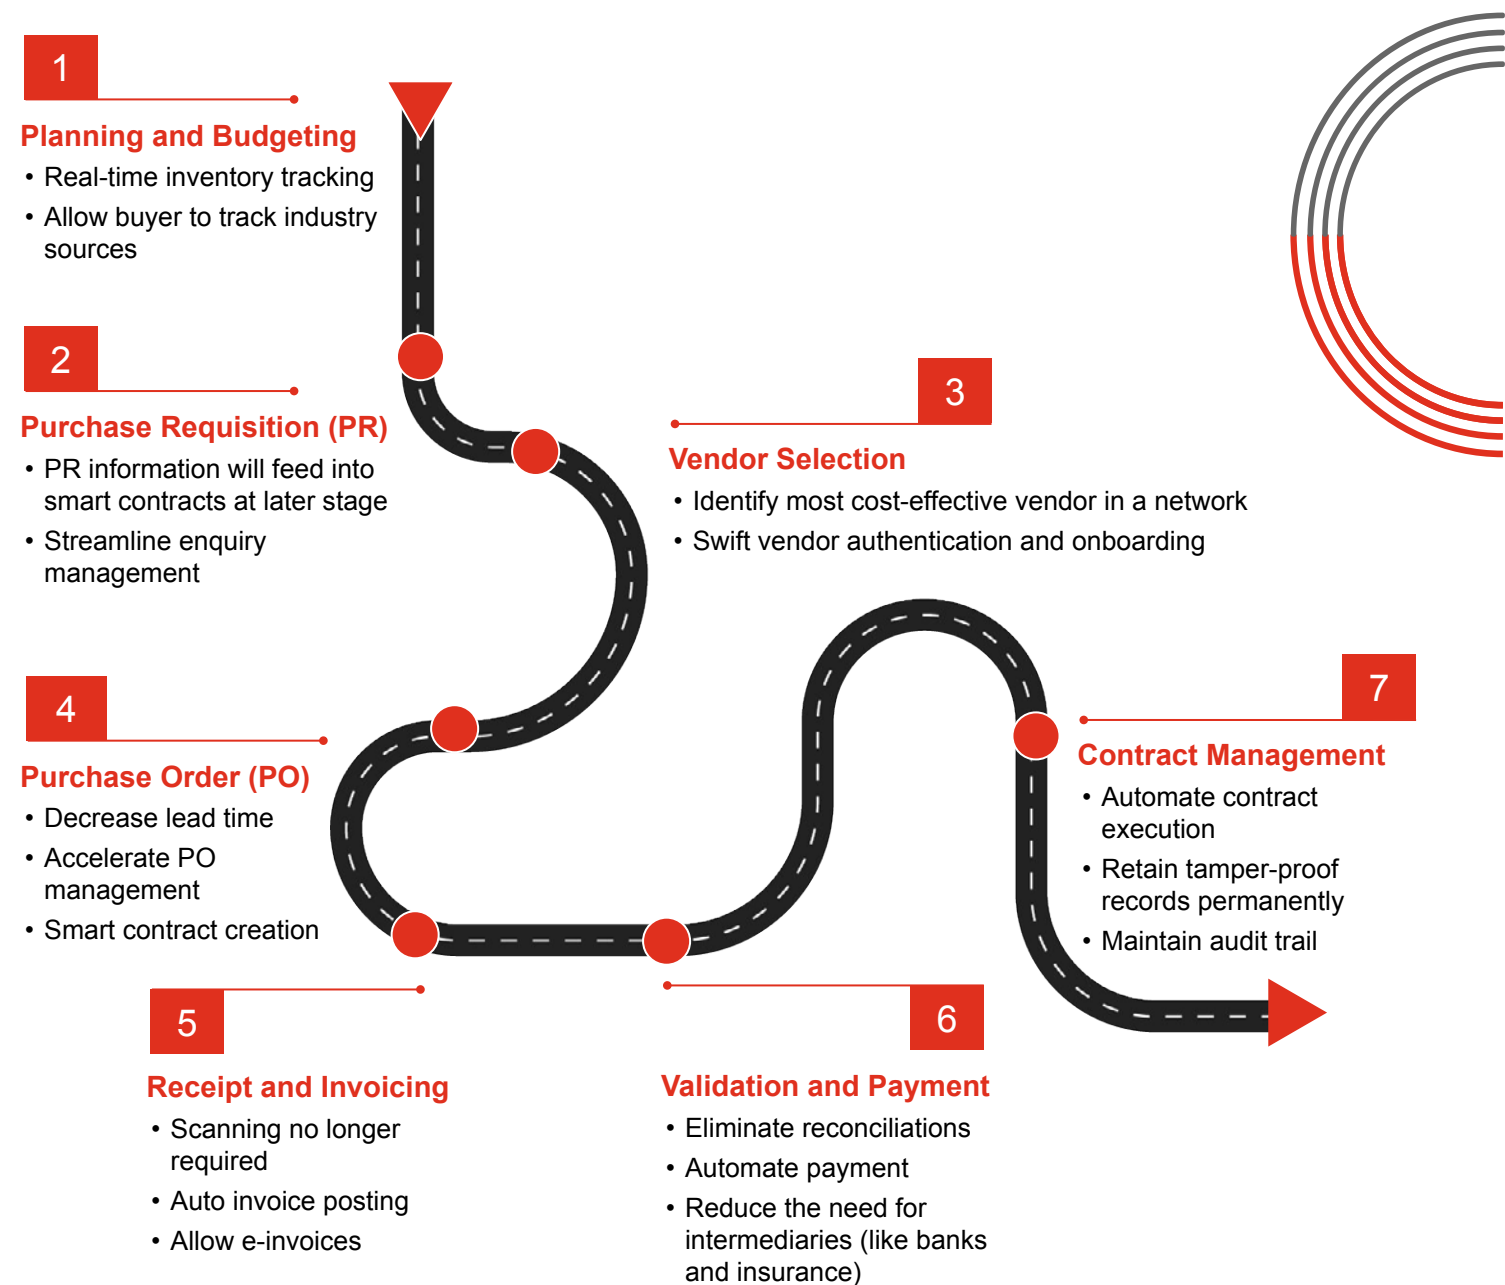 1
Planning and Budgeting
• Real-time inventory tracking
• Allow buyer to track industry
sources
2
Purchase Requisition (PR)
• PR information will feed into
smart contracts at later stage
• Streamline enquiry
management
3
Vendor Selection
• Identify most cost-effective vendor in a network
• Swift vendor authentication and onboarding
4
Purchase Order (PO)
• Decrease lead time
• Accelerate PO
management
• Smart contract creation
5
Receipt and Invoicing
• Scanning no longer
required
• Auto invoice posting
• Allow e-invoices
6
Validation and Payment
• Eliminate reconciliations
• Automate payment
• Reduce the need for
intermediaries (like banks
and insurance)
7
Contract Management
• Automate contract
execution
• Retain tamper-proof
records permanently
• Maintain audit trail